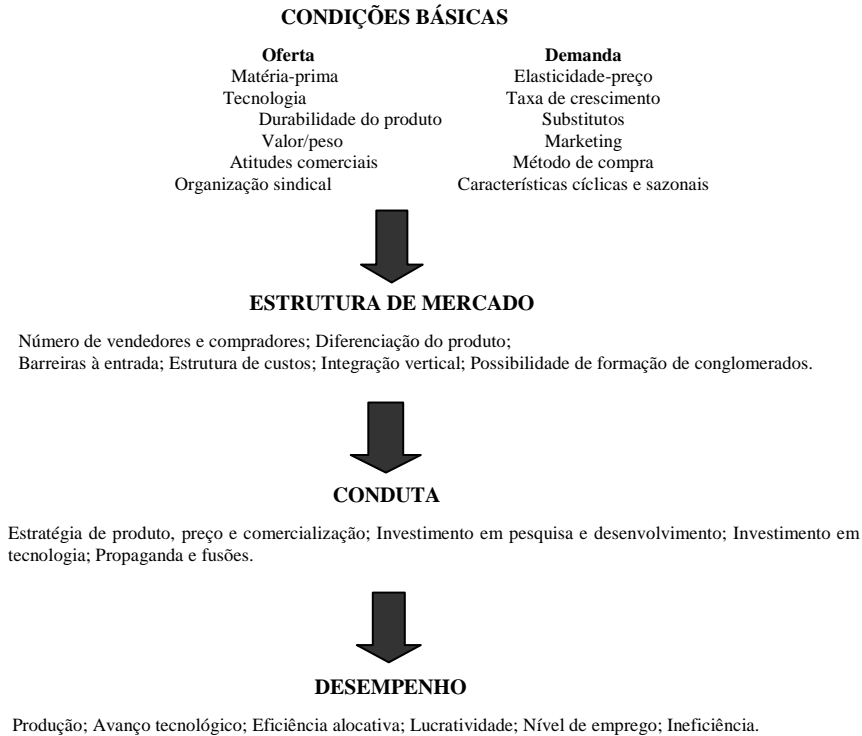 CONDIÇÕES BÁSICAS
Oferta Demanda
Matéria-prima Elasticidade-preço
Tecnologia Taxa de crescimento
Durabilidade do produto Substitutos
Valor/peso Marketing
Atitudes comerciais Método de compra
Organização sindical Características cíclicas e sazonais
ESTRUTURA DE MERCADO
Número de vendedores e compradores; Diferenciação do produto;
Barreiras à entrada; Estrutura de custos; Integração vertical; Possibilidade de formação de conglomerados.
CONDUTA
Estratégia de produto, preço e comercialização; Investimento em pesquisa e desenvolvimento; Investimento em
tecnologia; Propaganda e fusões.
DESEMPENHO
Produção; Avanço tecnológico; Eficiência alocativa; Lucratividade; Nível de emprego; Ineficiência.